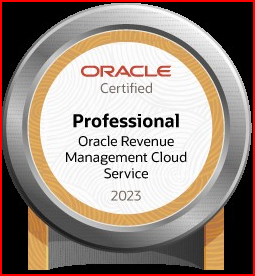 ORACLE
Certified
Professional
Oracle Revenue
Management Cloud
Service
2023